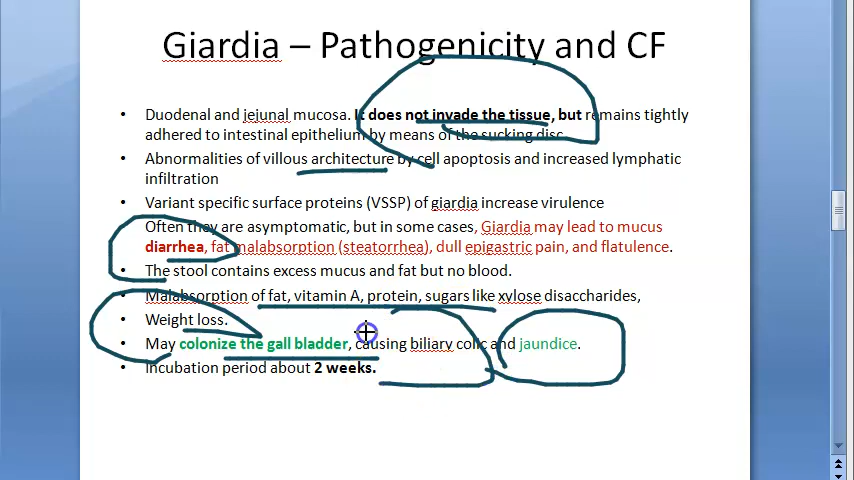 Giardia – Pathogenicity and CF
• Duodenal and jejunal mucosa. It does not invade the tissue, but remains tightly
adhered to intestinal epithelium by means of the sucking disc.
• Abnormalities of villous architecture by cell apoptosis and increased lymphatic
infiltration
• Variant specific surface proteins (VSSP) of giardia increase virulence
Often they are asymptomatic, but in some cases, Giardia may lead to mucus
diarrhea, fat malabsorption (steatorrhea), dull epigastric pain, and flatulence.
• The stool contains excess mucus and fat but no blood.
• Malabsorption of fat, vitamin A, protein, sugars like xylose disaccharides,
• Weight loss.
• May colonize the gall bladder, causing biliary colic and jaundice.
• Incubation period about 2 weeks.